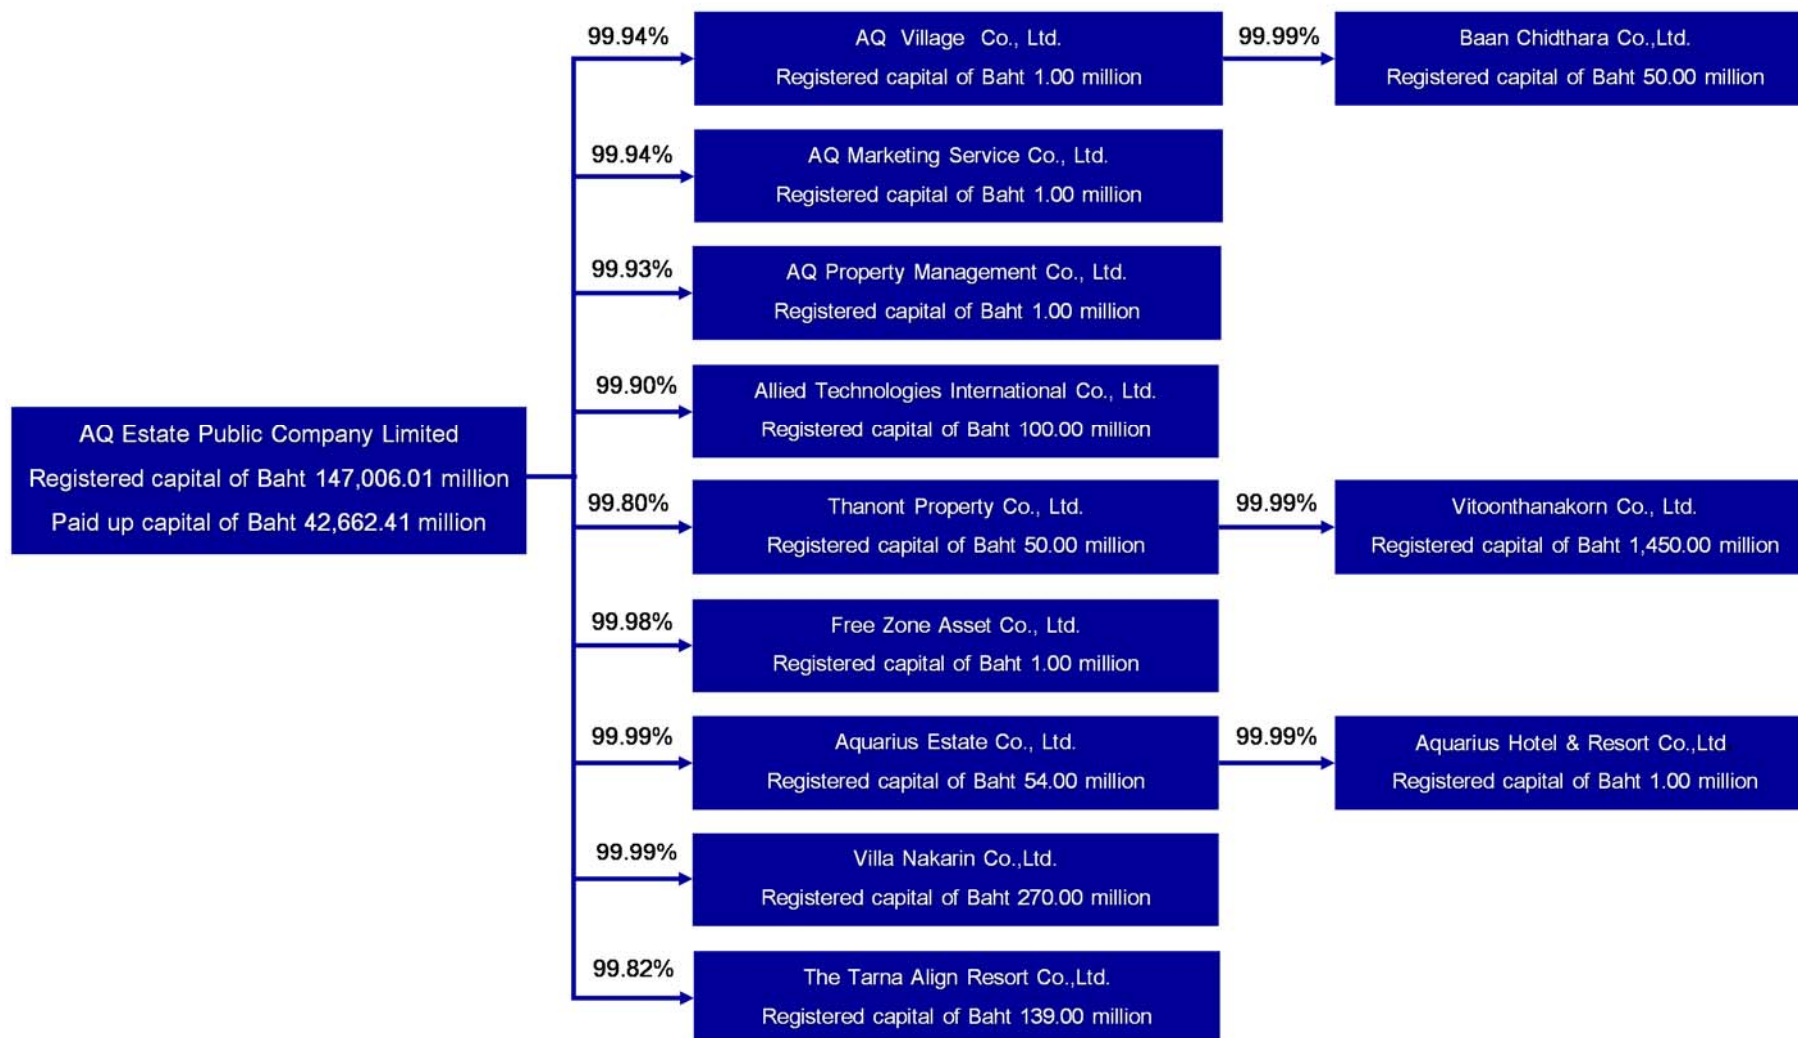 99.94%
AQ Village Co., Ltd.
Registered capital of Baht 1.00 million
99.99%
Baan Chidthara Co.,Ltd.
Registered capital of Baht 50.00 million
99.94%
AQ Marketing Service Co., Ltd.
Registered capital of Baht 1.00 million
99.93%
AQ Property Management Co., Ltd.
Registered capital of Baht 1.00 million
99.90%
Allied Technologies International Co., Ltd.
Registered capital of Baht 100.00 million
AQ Estate Public Company Limited
Registered capital of Baht 147,006.01 million
Paid up capital of Baht 42,662.41 million
99.80%
Thanont Property Co., Ltd.
Registered capital of Baht 50.00 million
99.99%
Vitoonthanakorn Co., Ltd.
Registered capital of Baht 1,450.00 million
99.98%
Free Zone Asset Co., Ltd.
Registered capital of Baht 1.00 million
99.99%
Aquarius Estate Co., Ltd.
Registered capital of Baht 54.00 million
99.99%
Aquarius Hotel & Resort Co.,Ltd
Registered capital of Baht 1.00 million
99.99%
Villa Nakarin Co.,Ltd.
Registered capital of Baht 270.00 million
99.82%
The Tarna Align Resort Co.,Ltd.
Registered capital of Baht 139.00 million